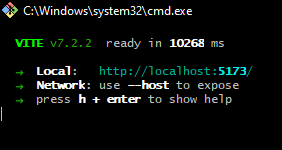 C:\Windows\system32\cmd.exe
VITE v7.2.2 ready in 10268 ms
→ Local: http://localhost:5173/
→ Network: use --host to expose
→ press h + enter to show help